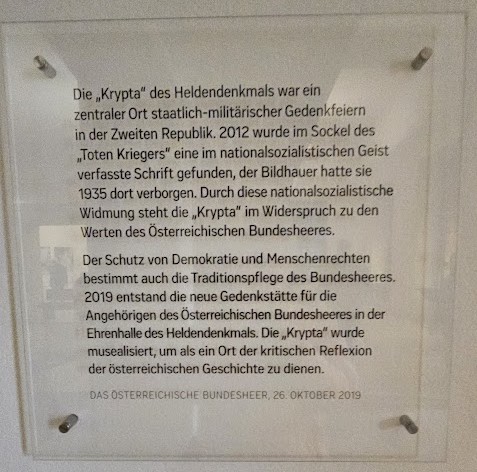 Die „Krypta“ des Heldendenkmals war ein
zentraler Ort staatlich-militärischer Gedenkfeiern
in der Zweiten Republik. 2012 wurde im Sockel des
„Toten Kriegers“ eine im nationalsozialistischen Geist
verfasste Schrift gefunden, der Bildhauer hatte sie
1935 dort verborgen. Durch diese nationalsozialistische
Widmung steht die „Krypta“ im Widerspruch zu den
Werten des Österreichischen Bundesheeres.
Der Schutz von Demokratie und Menschenrechten
bestimmt auch die Traditionspflege des Bundesheeres.
2019 entstand die neue Gedenkstätte für die
Angehörigen des Österreichischen Bundesheeres in der
Ehrenhalle des Heldendenkmals. Die „Krypta“ wurde
musealisiert, um als ein Ort der kritischen Reflexion
der österreichischen Geschichte zu dienen.
DAS ÖSTERREICHISCHE BUNDESHEER, 26. OKTOBER 2019